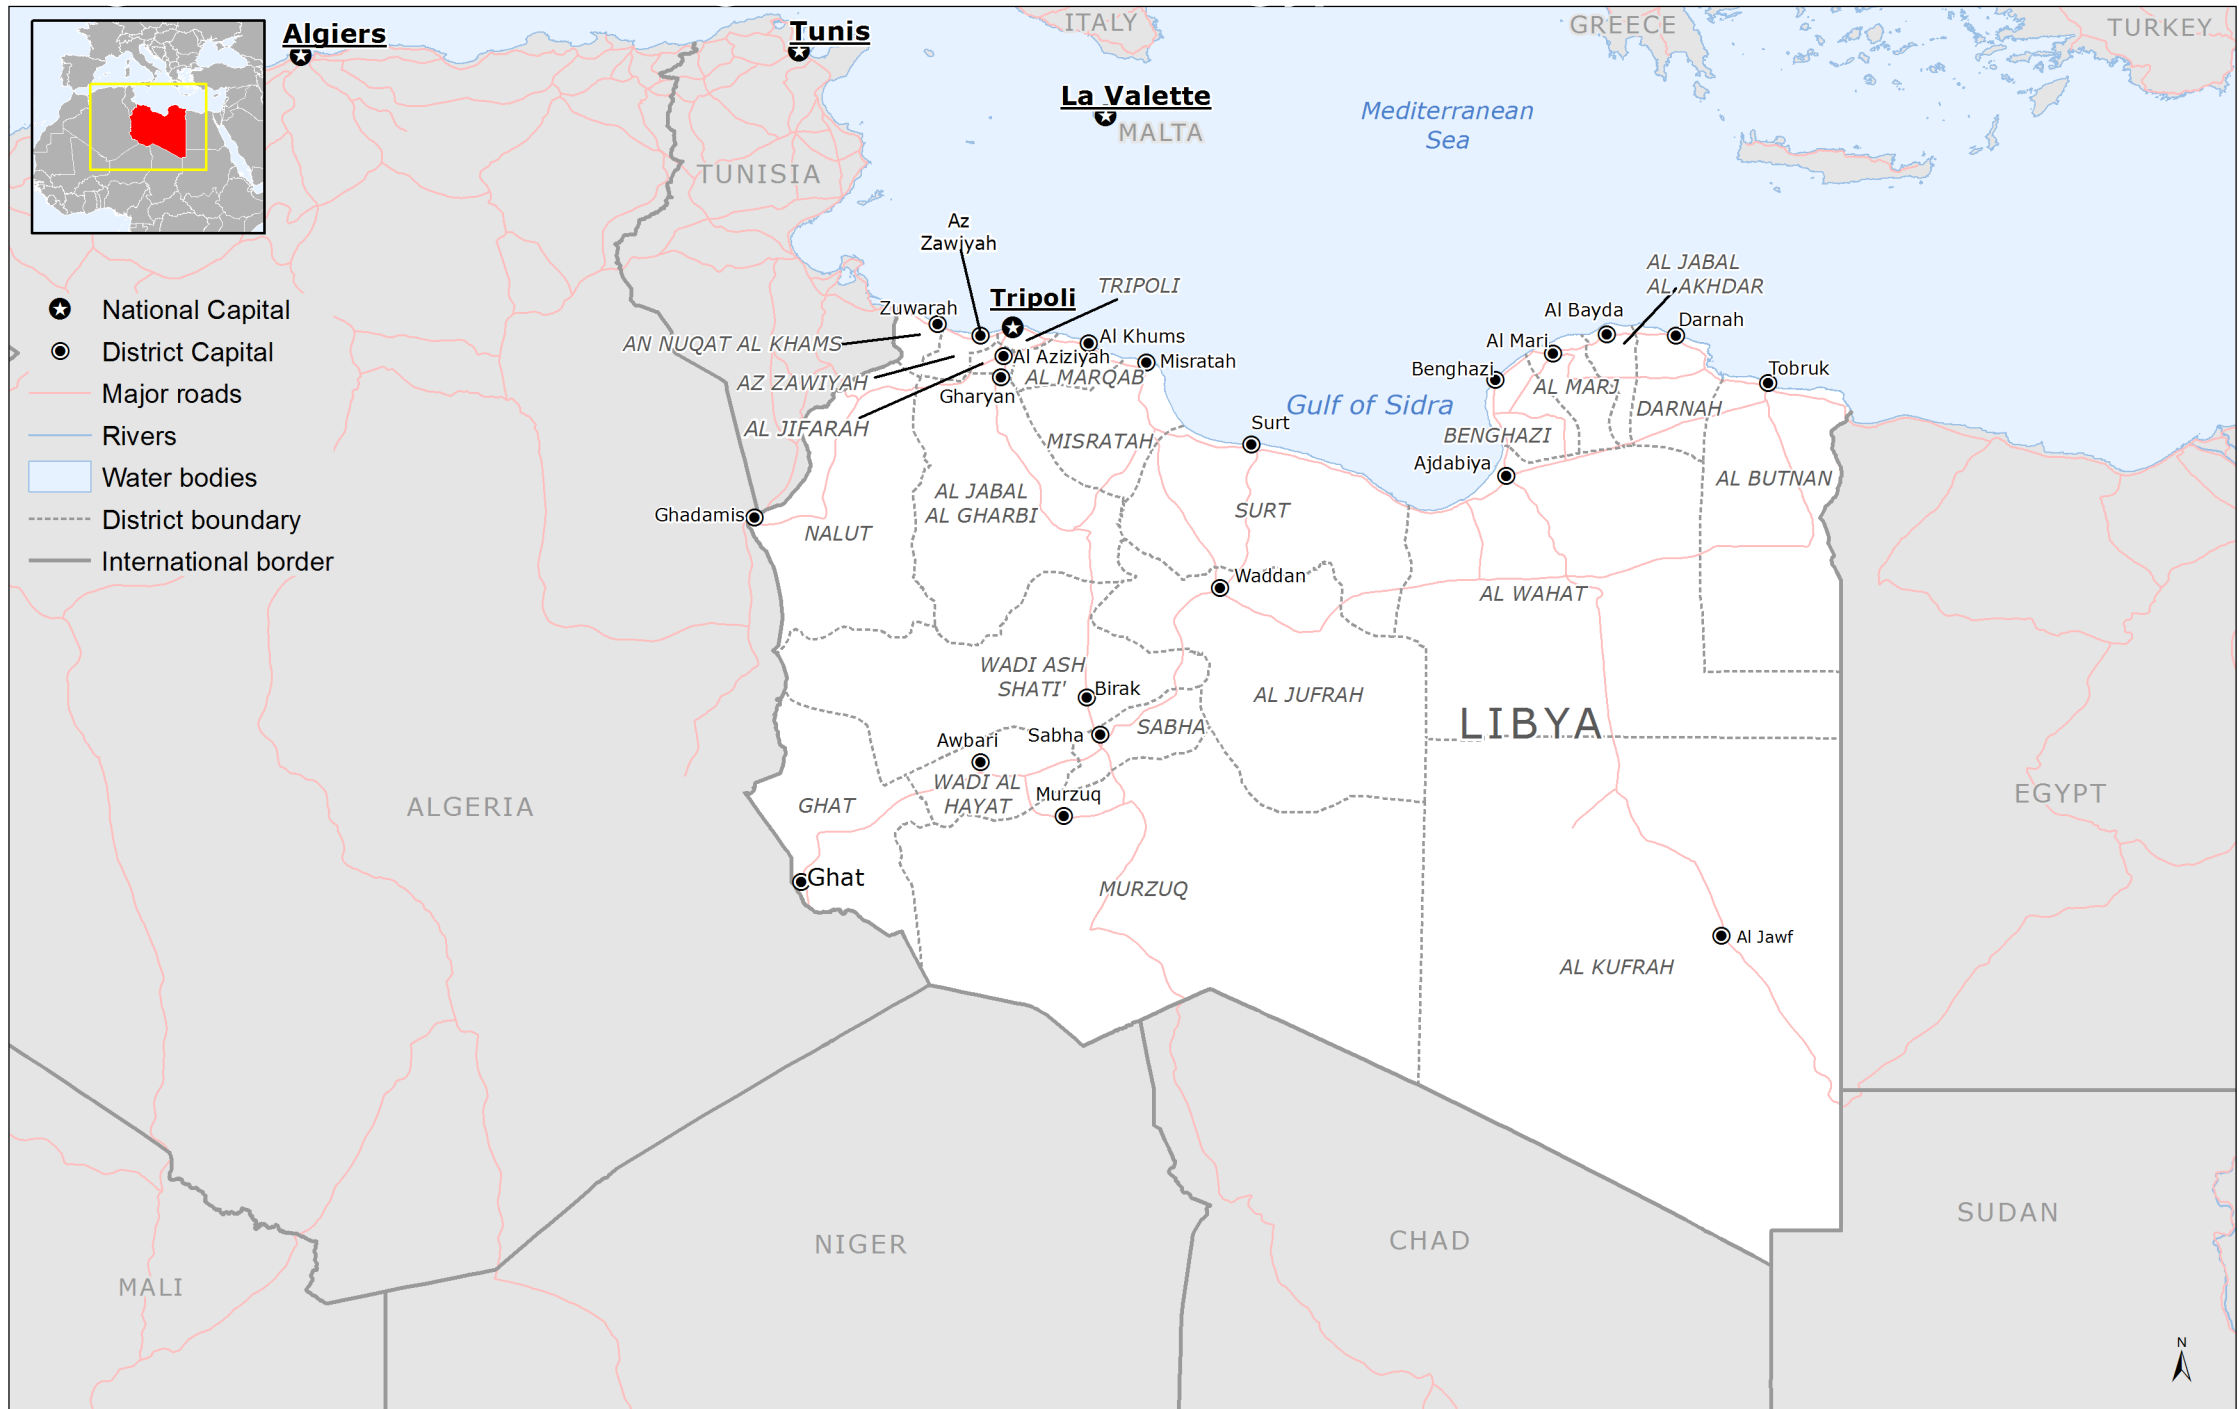 Algiers
Tunis
ITALY
GREECE
TURKEY
La Valette
MALTA
Mediterranean
Sea
TUNISIA
Az
Zawiyah
TRIPOLI
AL JABAL
AL AKHDAR
Tripoli
Zuwarah
Al Bayda
Darnah
AN NUQAT AL KHAMS
Al Khums
Al Mari
Al Aziziyah
Misratah
Benghazi
Tobruk
AZ ZAWIYAH
AL MARQAB
AL MARJ
Gharyan
DARNAH
Gulf of Sidra
AL JIFARAH
Surt
MISRATAH
BENGHAZI
Ajdabiya
AL BUTNAN
AL JABAL
AL GHARBI
SURT
Ghadamis
NALUT
Waddan
AL WAHAT
WADI ASH
SHATI'
Birak
AL JUFRAH
LIBYA
SABHA
Sabha
Awbari
WADI AL
HAYAT
Murzuq
GHAT
ALGERIA
EGYPT
Ghat
MURZUQ
Al Jawf
AL KUFRAH
SUDAN
NIGER
CHAD
MALI
National Capital
District Capital
Major roads
Rivers
Water bodies
District boundary
International border
N